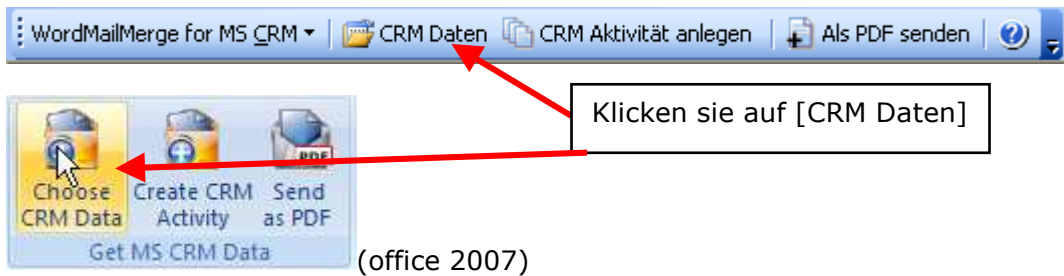 WordMailMerge for MS CRM CRM Daten CRM Aktivität anlegen Als PDF senden ?
Klicken sie auf [CRM Daten]
PDF
Choose Create CRM Send
CRM Data Activity as PDF
Get MS CRM Data
(office 2007)